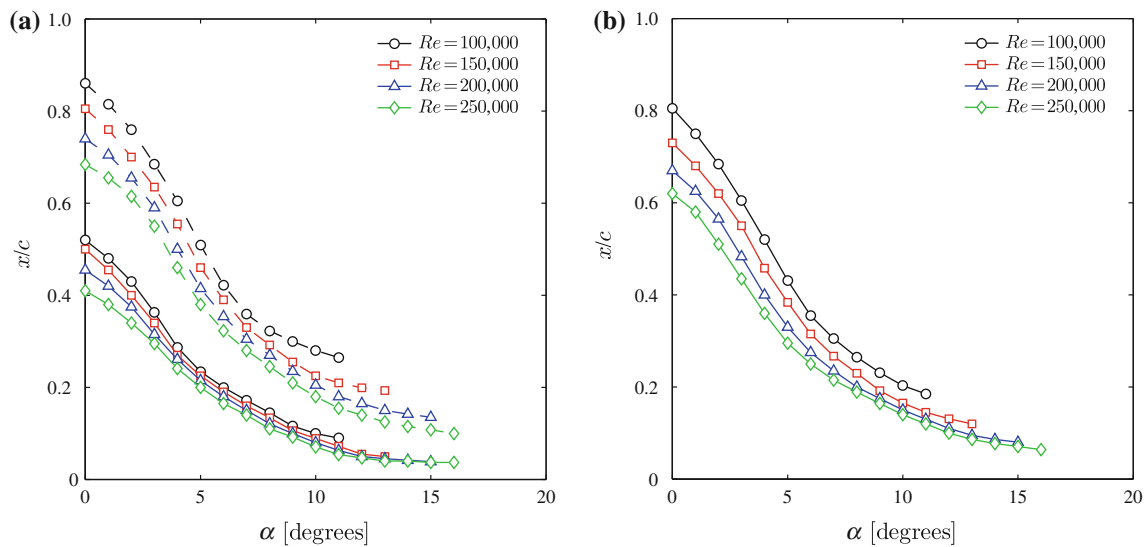 (a)
1.0
0.8
0.6
0.4
0.2
0
x/c
0
5
10
15
20
α [degrees]
Re = 100,000
Re = 150,000
Re = 200,000
Re = 250,000
(b)
1.0
0.8
0.6
0.4
0.2
0
x/c
0
5
10
15
20
α [degrees]
Re = 100,000
Re = 150,000
Re = 200,000
Re = 250,000